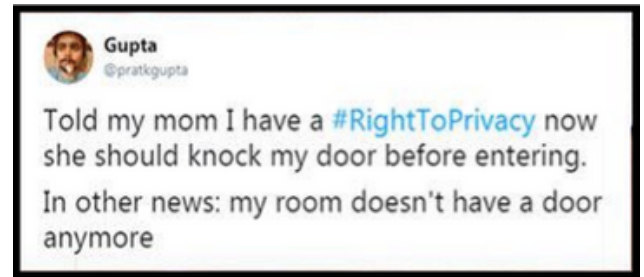 Gupta
@pratkgupta
Told my mom I have a #RightToPrivacy now
she should knock my door before entering.
In other news: my room doesn't have a door
anymore